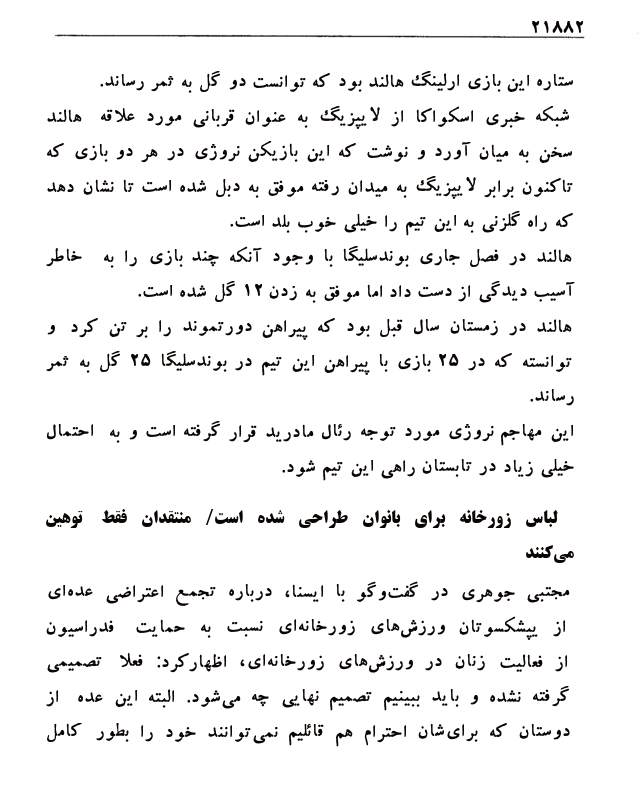 ۲۱۸۸۲
ستاره این بازی ارلینگ هالند بود که توانست دو گل به ثمر رساند.
شبکه خبری اسکواکا از لایپزیگ به عنوان قربانی مورد علاقه هالند
سخن به میان آورد و نوشت که این بازیکن نروژی در هر دو بازی که
تاکنون برابر لایپزیگ به میدان رفته موفق به دبل شده است تا نشان دهد
که راه گلزنی به این تیم را خیلی خوب بلد است.
هالند در فصل جاری بوندسلیگا با وجود آنکه چند بازی را به خاطر
آسیب دیدگی از دست داد اما موفق به زدن ۱۲ گل شده است.
هالند در زمستان سال قبل بود که پیراهن دورتموند را بر تن کرد و
توانسته که در ۲۵ بازی با پیراهن این تیم در بوندسلیگا ۲۵ گل به ثمر
رساند.
این مهاجم نروژی مورد توجه رئال مادرید قرار گرفته است و به احتمال
خیلی زیاد در تابستان راهی این تیم شود.
لباس زورخانه برای بانوان طراحی شده است/ منتقدان فقط توهین
می‌کنند
مجتبی جوهری در گفت‌وگو با ایسنا، درباره تجمع اعتراضی عده‌ای
از پیشکسوتان ورزش‌های زورخانه‌ای نسبت به حمایت فدراسیون
از فعالیت زنان در ورزش‌های زورخانه‌ای، اظهارکرد: فعلا تصمیمی
گرفته نشده و باید ببینیم تصمیم نهایی چه می‌شود. البته این عده از
دوستان که برای‌شان احترام هم قائلیم نمی‌توانند خود را بطور کامل